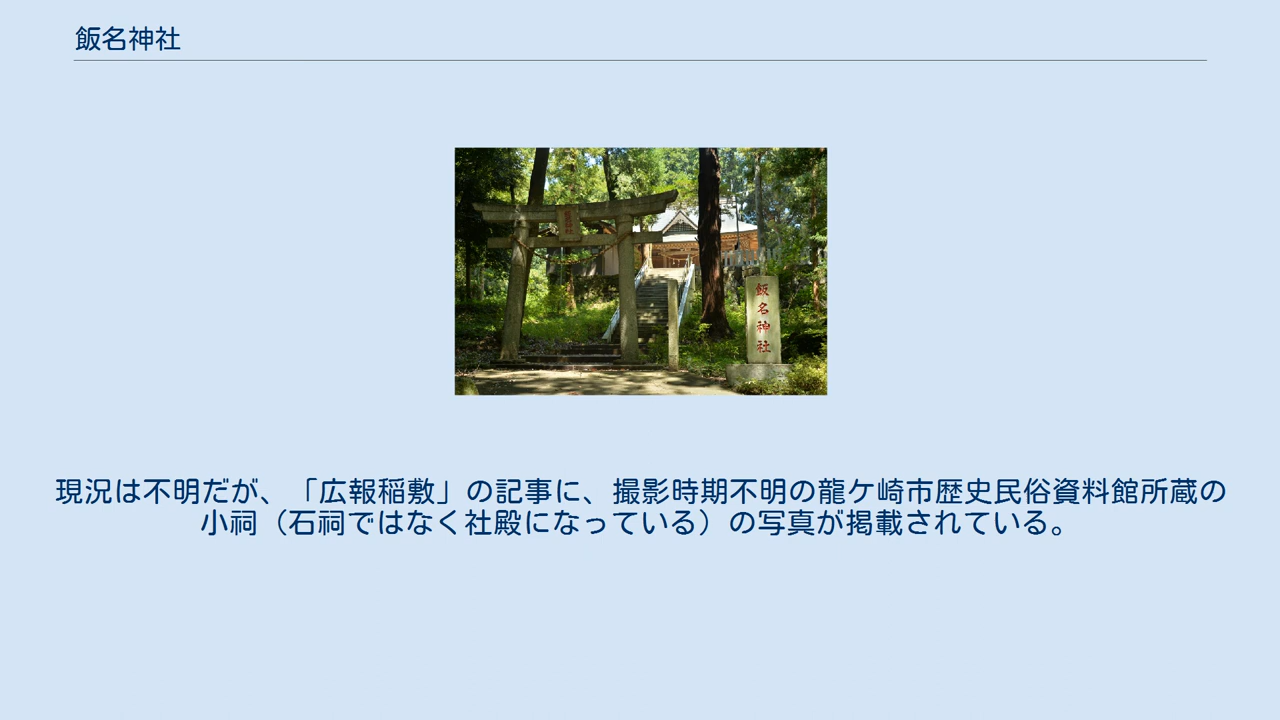 飯名神社
飯名神社
現況は不明だが、「広報稲敷」の記事に、撮影時期不明の龍ケ崎市歴史民俗資料館所蔵の
小祠（石祠ではなく社殿になっている）の写真が掲載されている。